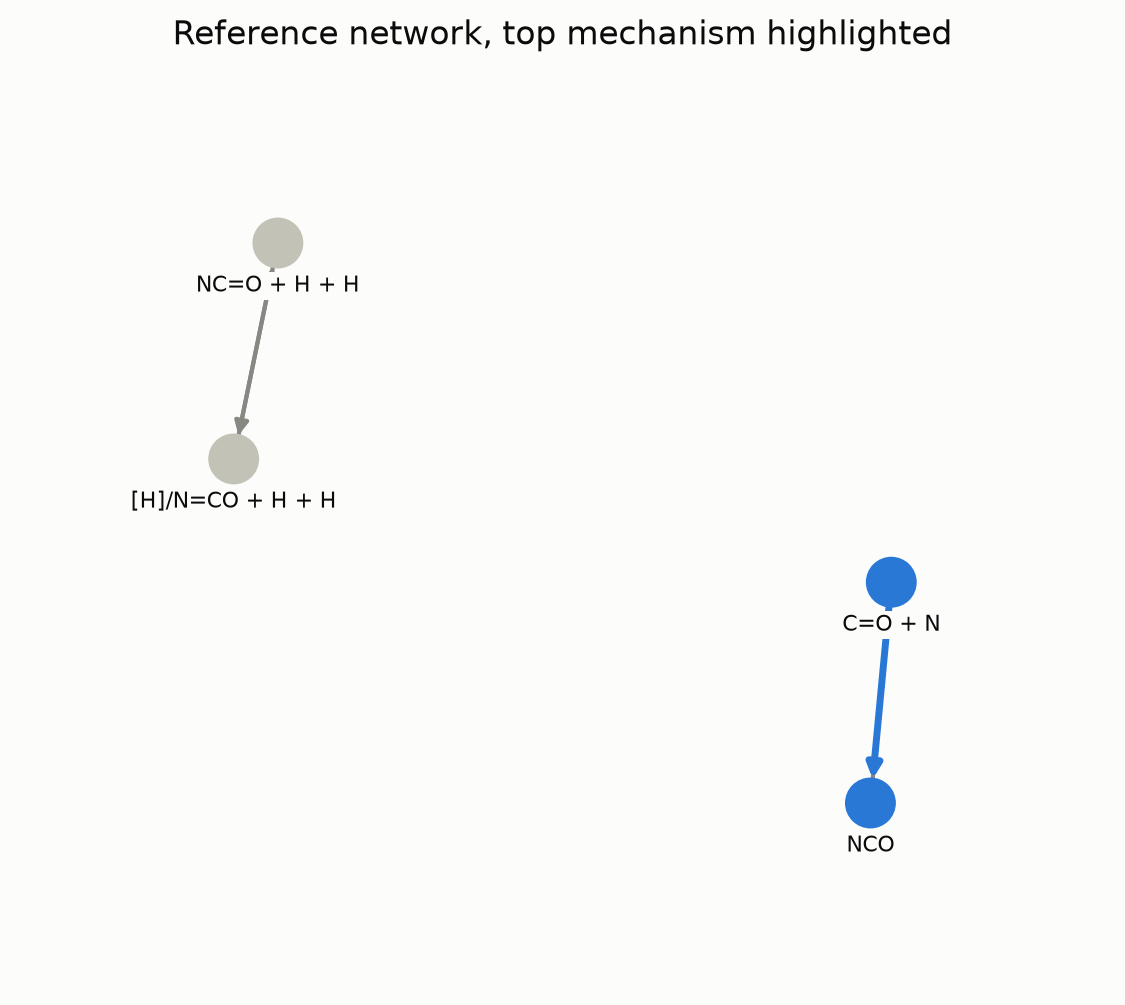 Reference network, top mechanism highlighted
NC=O + H + H
[H]/N=CO + H + H
C=O + N
NCO